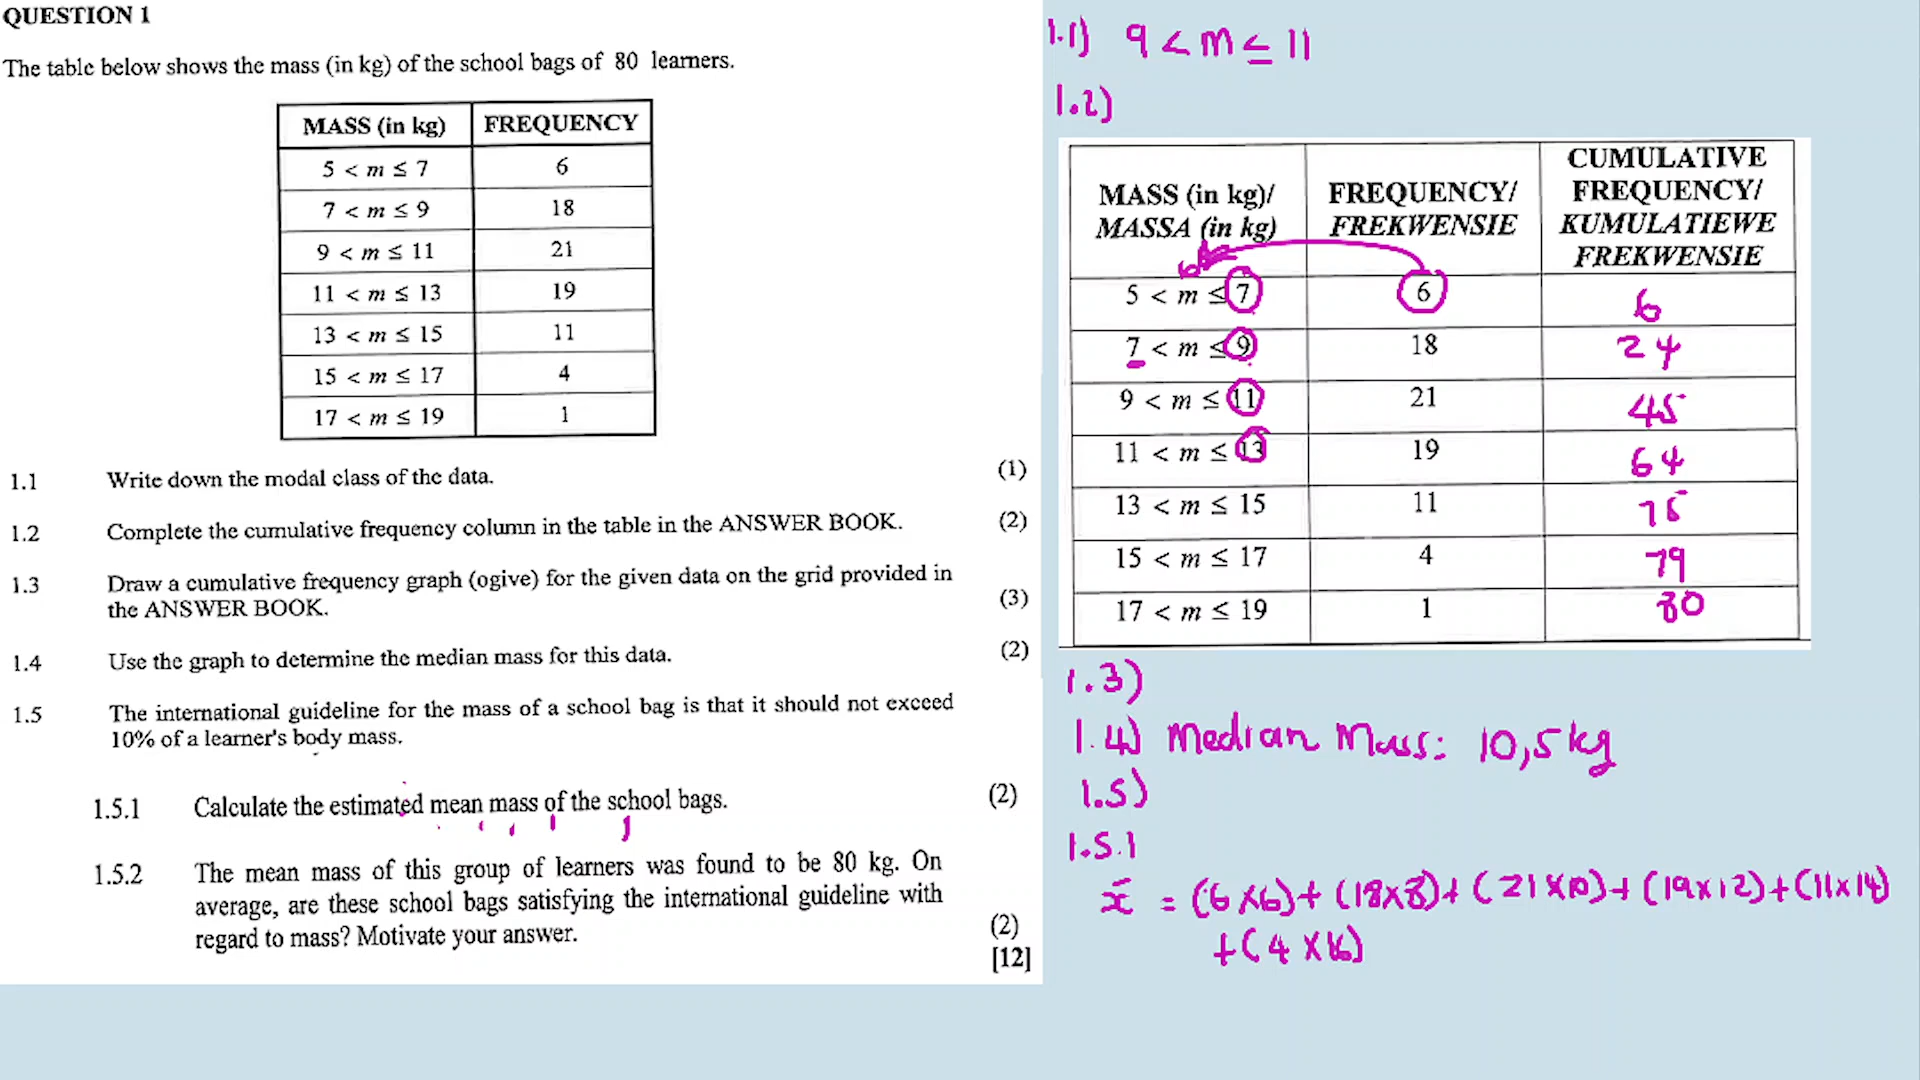 QUESTION 1
The table below shows the mass (in kg) of the school bags of 80 learners.
MASS (in kg) FREQUENCY
5 < m ≤ 7 6
7 < m ≤ 9 18
9 < m ≤ 11 21
11 < m ≤ 13 19
13 < m ≤ 15 11
15 < m ≤ 17 4
17 < m ≤ 19 1
1.1 Write down the modal class of the data. (1)
1.2 Complete the cumulative frequency column in the table in the ANSWER BOOK. (2)
1.3 Draw a cumulative frequency graph (ogive) for the given data on the grid provided in
the ANSWER BOOK. (3)
1.4 Use the graph to determine the median mass for this data. (2)
1.5 The international guideline for the mass of a school bag is that it should not exceed
10% of a learner's body mass.
1.5.1 Calculate the estimated mean mass of the school bags. (2)
1.5.2 The mean mass of this group of learners was found to be 80 kg. On
average, are these school bags satisfying the international guideline with
regard to mass? Motivate your answer. (2)
[12]
1.1) 9 < m ≤ 11
1.2)
MASS (in kg)/ FREQUENCY/ CUMULATIVE FREQUENCY/
MASSA (in kg) FREKWENSIE KUMULATIEWE FREKWENSIE
6
5 < m ≤ 7 6 6
7 < m ≤ 9 18 24
9 < m ≤ 11 21 45
11 < m ≤ 13 19 64
13 < m ≤ 15 11 75
15 < m ≤ 17 4 79
17 < m ≤ 19 1 80
1.3)
1.4) Median Mass: 10,5 kg
1.5)
1.5.1
x̄ = (6×6)+(18×8)+(21×10)+(19×12)+(11×14)
+(4×16)